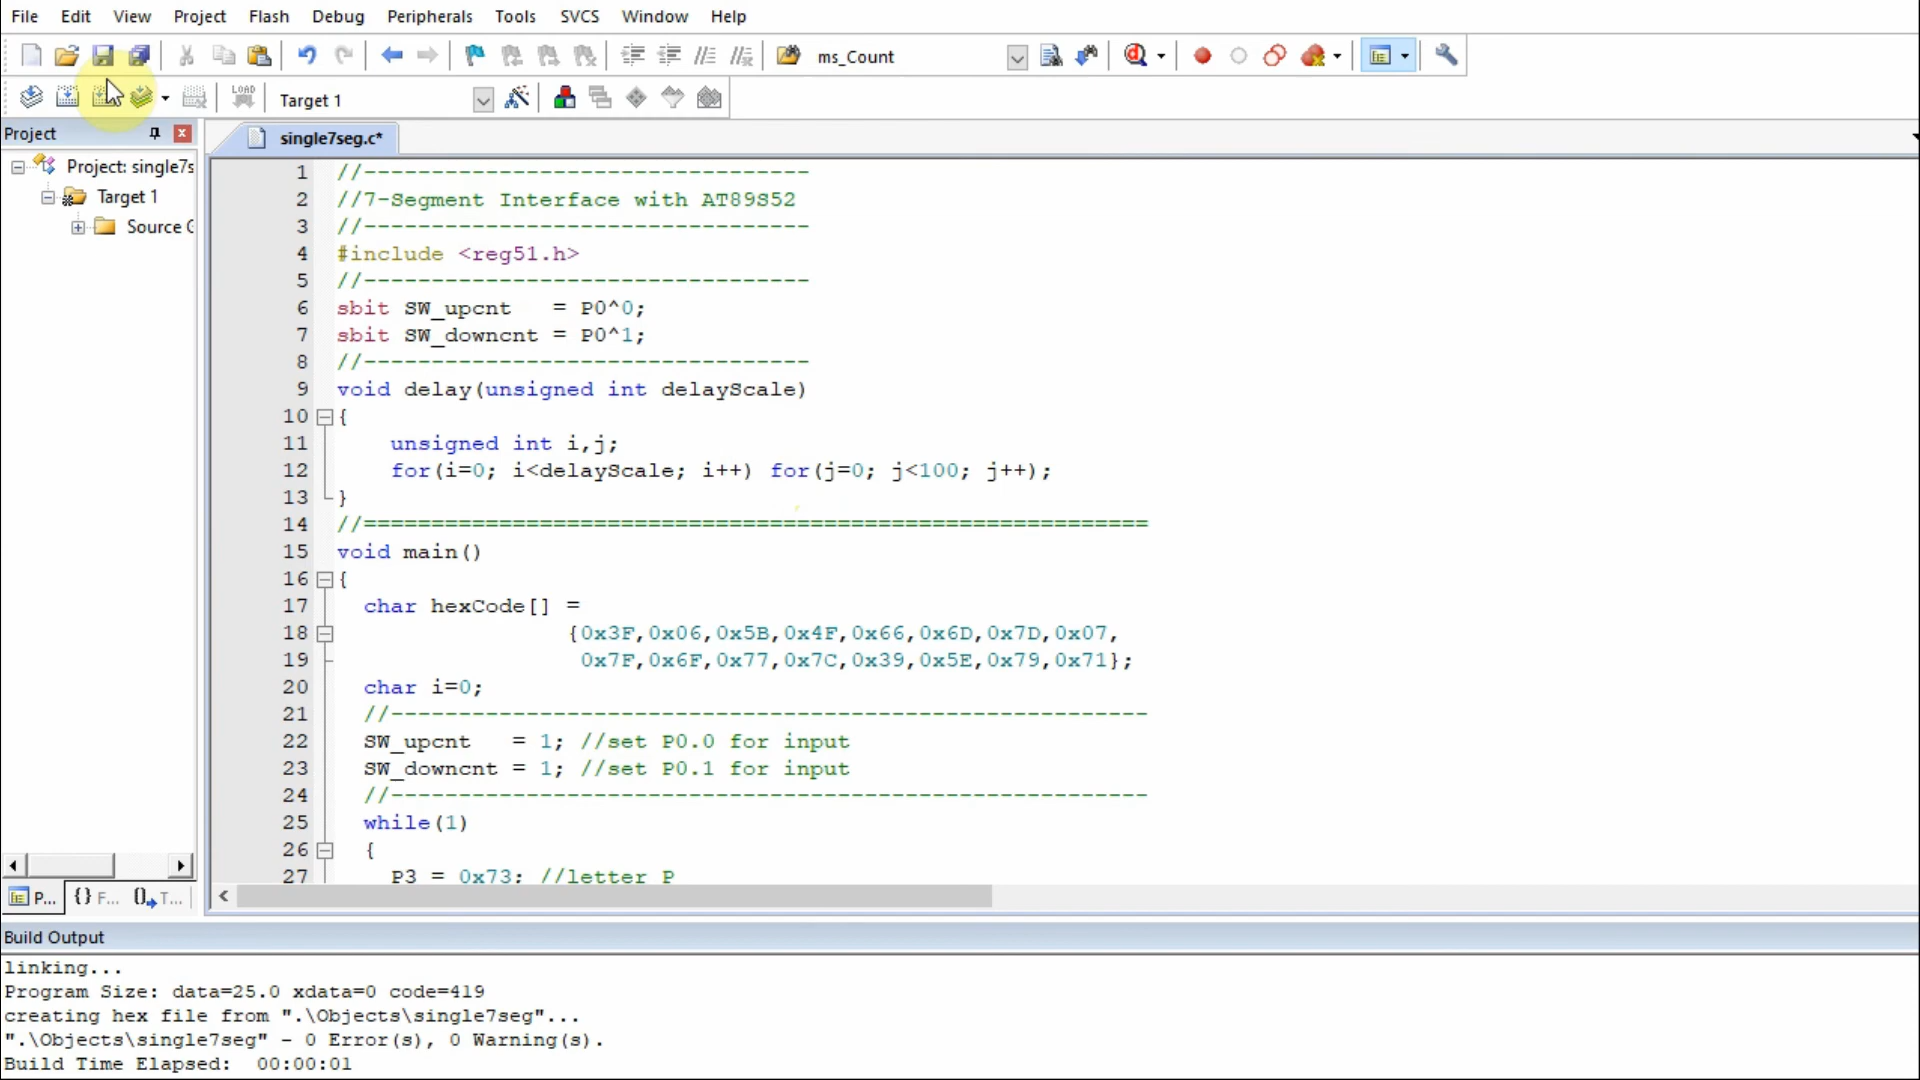 File Edit View Project Flash Debug Peripherals Tools SVCS Window Help
ms_Count
LOAD Target 1
Project
single7seg.c*
Project: single7s
Target 1
Source G
1 //---------------------------------
2 //7-Segment Interface with AT89S52
3 //---------------------------------
4 #include <reg51.h>
5 //---------------------------------
6 sbit SW_upcnt   = P0^0;
7 sbit SW_downcnt = P0^1;
8 //---------------------------------
9 void delay(unsigned int delayScale)
10 {
11     unsigned int i,j;
12     for(i=0; i<delayScale; i++) for(j=0; j<100; j++);
13 }
14 //==========================================================
15 void main()
16 {
17   char hexCode[] =
18                  {0x3F,0x06,0x5B,0x4F,0x66,0x6D,0x7D,0x07,
19                   0x7F,0x6F,0x77,0x7C,0x39,0x5E,0x79,0x71};
20   char i=0;
21   //--------------------------------------------------------
22   SW_upcnt   = 1; //set P0.0 for input
23   SW_downcnt = 1; //set P0.1 for input
24   //--------------------------------------------------------
25   while(1)
26   {
27     P3 = 0x73; //letter P
P... {} F... 0 T...
Build Output
linking...
Program Size: data=25.0 xdata=0 code=419
creating hex file from ".\Objects\single7seg"...
".\Objects\single7seg" - 0 Error(s), 0 Warning(s).
Build Time Elapsed:  00:00:01